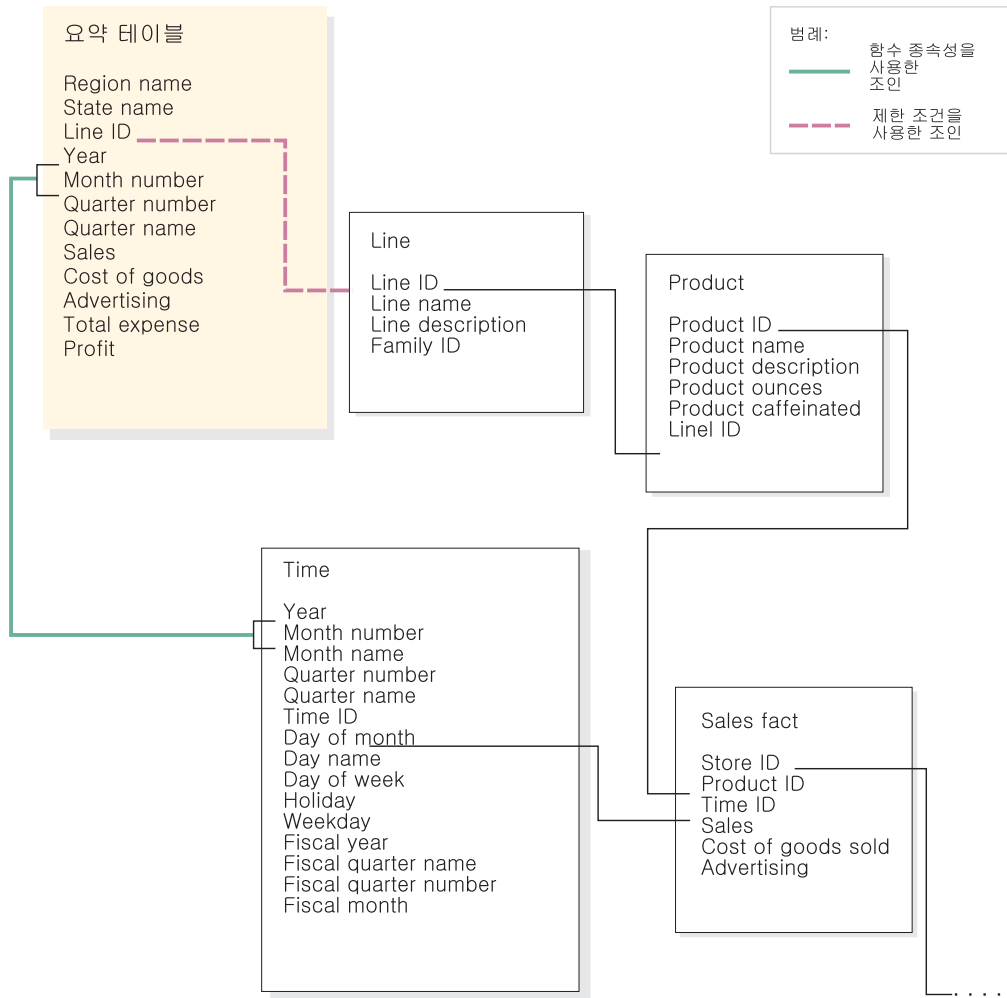 요약 테이블
Region name
State name
Line ID
Year
Month number
Quarter number
Quarter name
Sales
Cost of goods
Advertising
Total expense
Profit
범례:
함수 종속성을
사용한
조인
제한 조건을
사용한 조인
Line
Line ID
Line name
Line description
Family ID
Product
Product ID
Product name
Product description
Product ounces
Product caffeinated
Linel ID
Time
Year
Month number
Month name
Quarter number
Quarter name
Time ID
Day of month
Day name
Day of week
Holiday
Weekday
Fiscal year
Fiscal quarter name
Fiscal quarter number
Fiscal month
Sales fact
Store ID
Product ID
Time ID
Sales
Cost of goods sold
Advertising